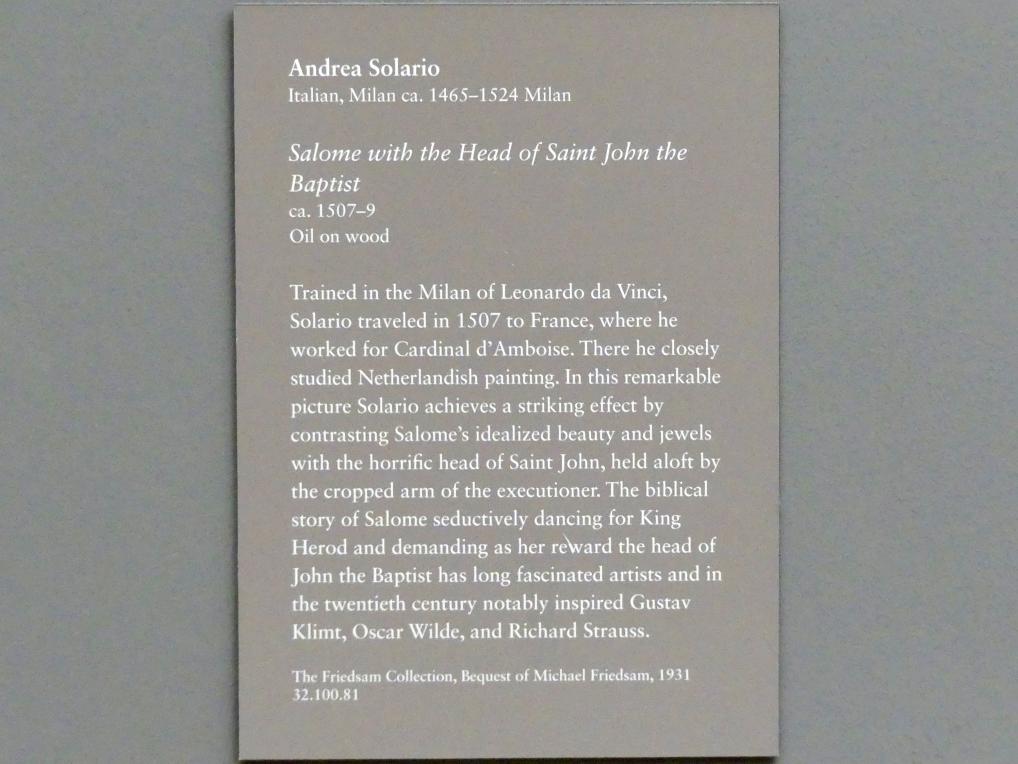 Andrea Solario
Italian, Milan ca. 1465–1524 Milan
Salome with the Head of Saint John the
Baptist
ca. 1507–9
Oil on wood
Trained in the Milan of Leonardo da Vinci,
Solario traveled in 1507 to France, where he
worked for Cardinal d’Amboise. There he closely
studied Netherlandish painting. In this remarkable
picture Solario achieves a striking effect by
contrasting Salome’s idealized beauty and jewels
with the horrific head of Saint John, held aloft by
the cropped arm of the executioner. The biblical
story of Salome seductively dancing for King
Herod and demanding as her reward the head of
John the Baptist has long fascinated artists and in
the twentieth century notably inspired Gustav
Klimt, Oscar Wilde, and Richard Strauss.
The Friedsam Collection, Bequest of Michael Friedsam, 1931
32.100.81